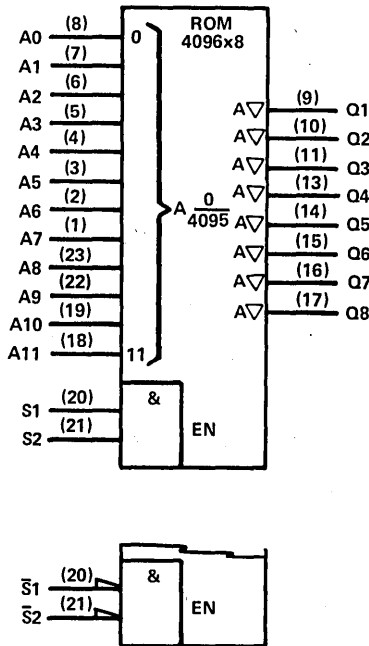 ROM
4096x8
A0 (8) 0
A1 (7)
A2 (6)
A3 (5)
A4 (4)
A5 (3)
A6 (2)
A7 (1)
A8 (23)
A9 (22)
A10 (19)
A11 (18) 11
A 0/4095
A▽ (9) Q1
A▽ (10) Q2
A▽ (11) Q3
A▽ (13) Q4
A▽ (14) Q5
A▽ (15) Q6
A▽ (16) Q7
A▽ (17) Q8
S1 (20) &
S2 (21) EN
S̅1 (20) &
S̅2 (21) EN